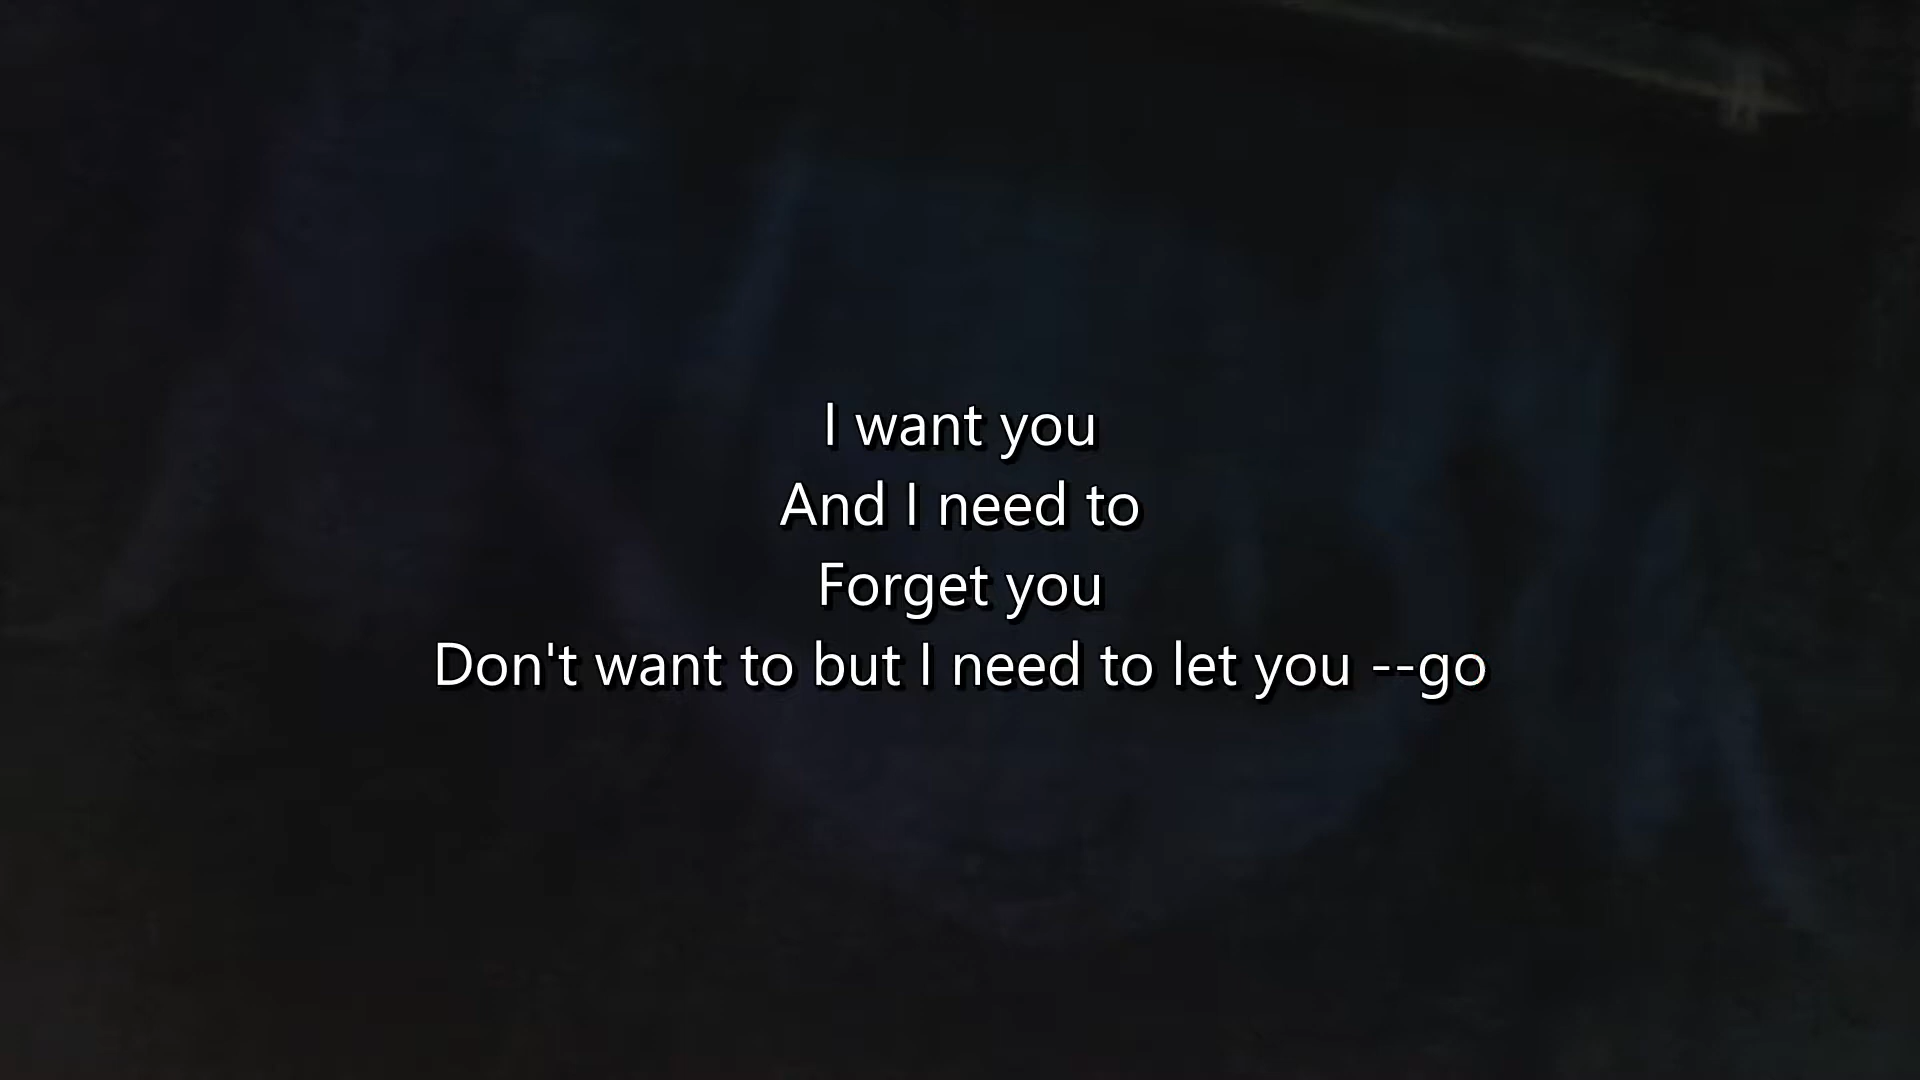 I want you
And I need to
Forget you
Don't want to but I need to let you --go